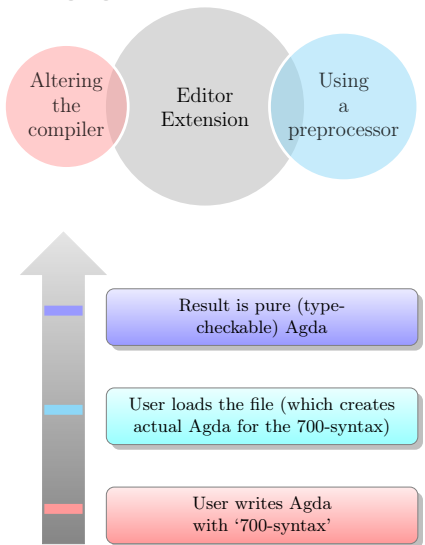 Altering
the
compiler
Editor
Extension
Using
a
preprocessor
Result is pure (type-
checkable) Agda
User loads the file (which creates
actual Agda for the 700-syntax)
User writes Agda
with ‘700-syntax’